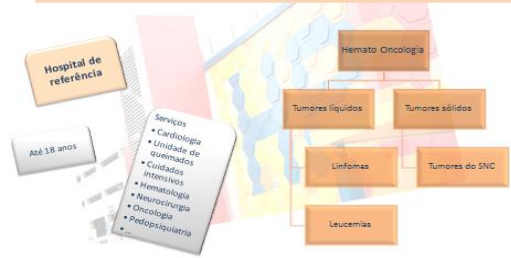 Hospital de
referência
Até 18 anos
Serviços
• Cardiologia
• Unidade de
queimados
• Cuidados
intensivos
• Hematologia
• Neurocirurgia
• Oncologia
• Pedopsiquiatria
• ...
Hemato Oncologia
Tumores líquidos
Tumores sólidos
Linfomas
Tumores do SNC
Leucemias